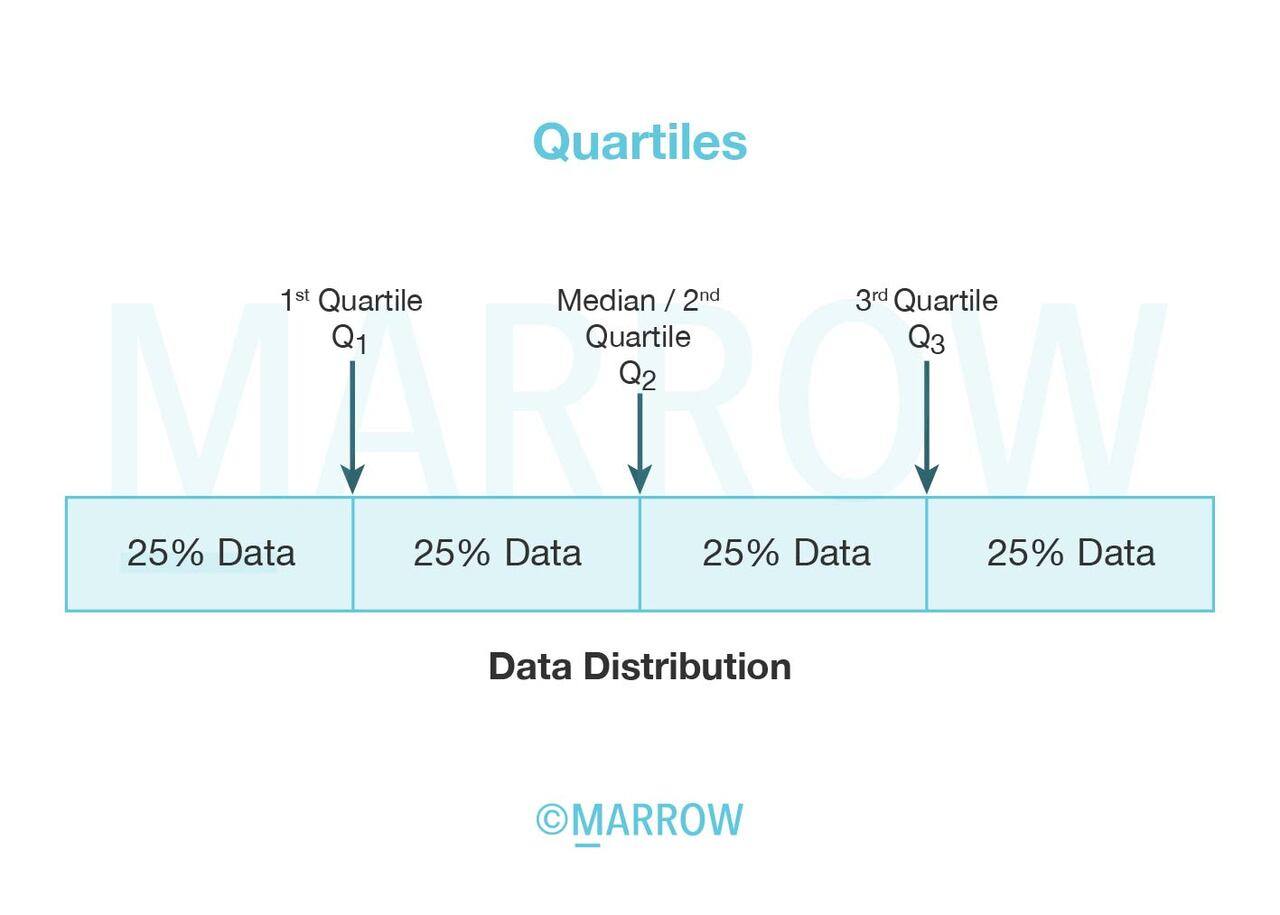 Quartiles
1st Quartile
Q1
Median / 2nd
Quartile
Q2
3rd Quartile
Q3
MARROW
25% Data
25% Data
25% Data
25% Data
Data Distribution
©MARROW